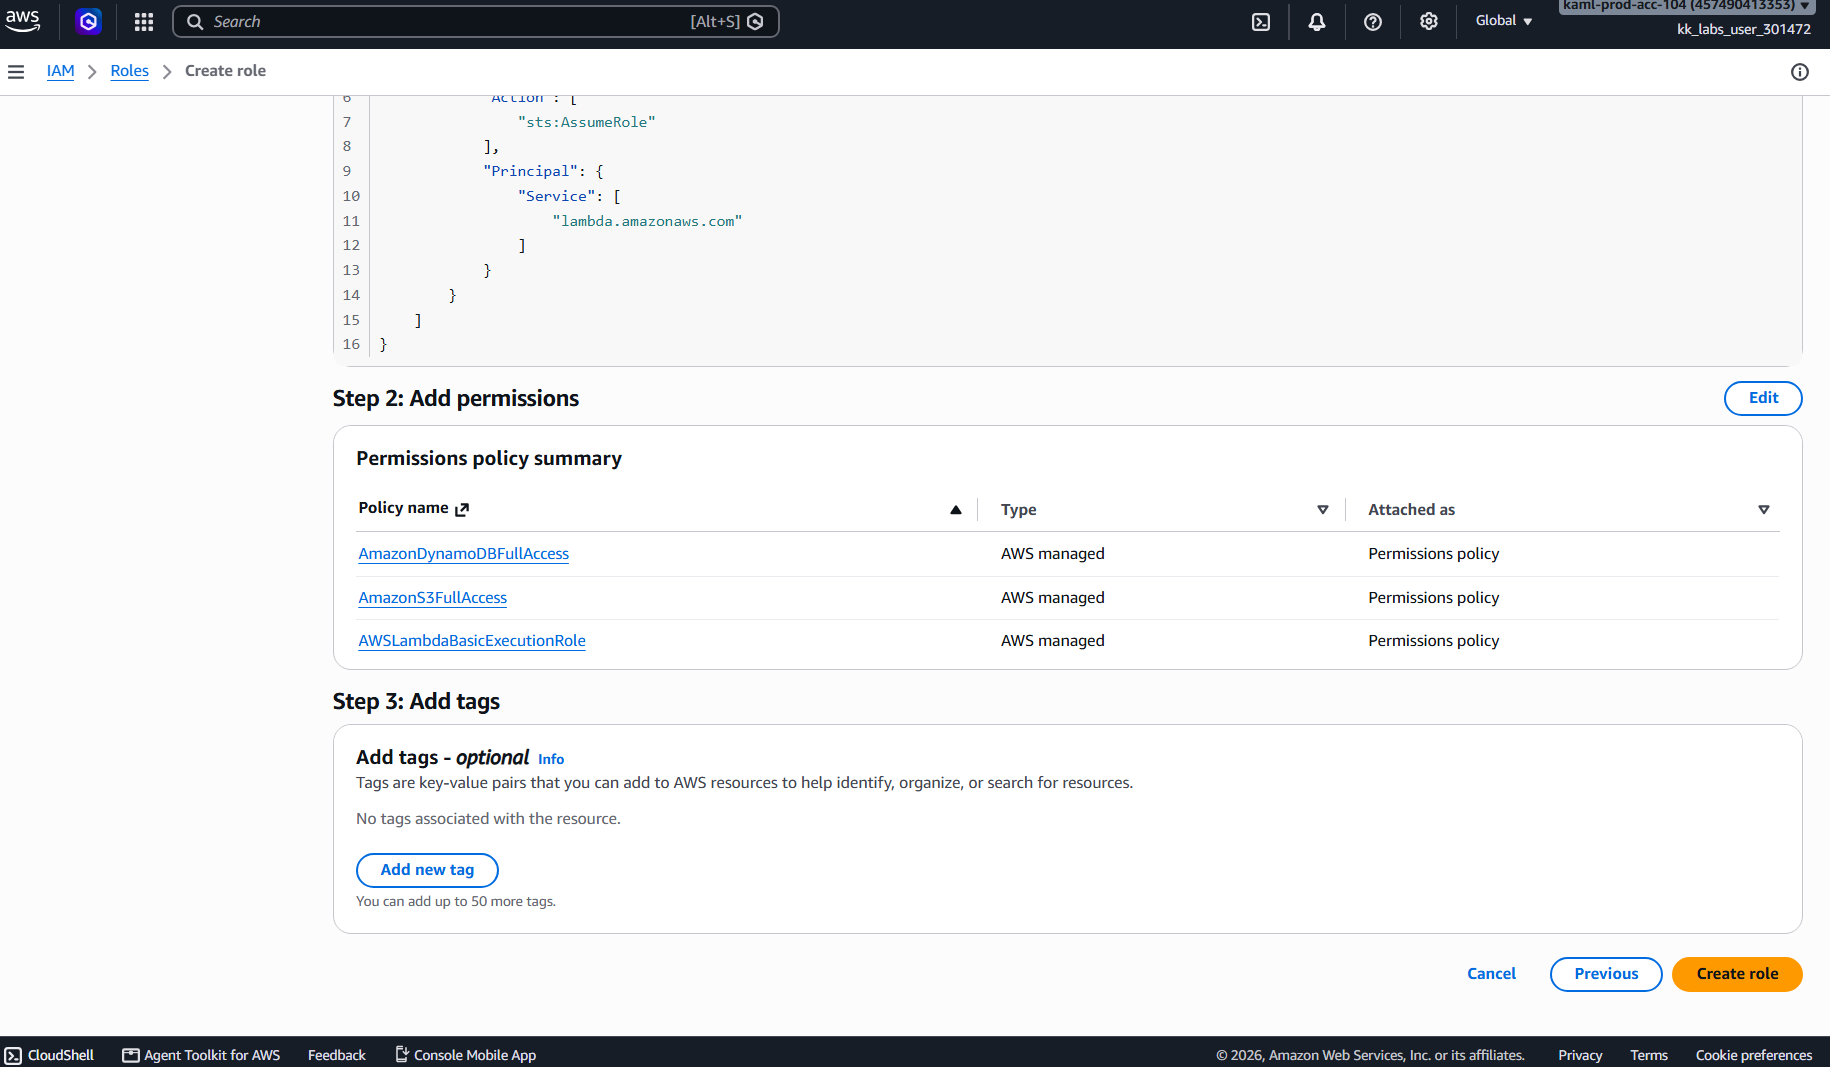 aws
Search [Alt+S]
Global
kaml-prod-acc-104 (457490413353)
kk_labs_user_301472
IAM > Roles > Create role
6 "Action": [
7 "sts:AssumeRole"
8 ],
9 "Principal": {
10 "Service": [
11 "lambda.amazonaws.com"
12 ]
13 }
14 }
15 ]
16 }
Step 2: Add permissions
Edit
Permissions policy summary
Policy name Type Attached as
AmazonDynamoDBFullAccess AWS managed Permissions policy
AmazonS3FullAccess AWS managed Permissions policy
AWSLambdaBasicExecutionRole AWS managed Permissions policy
Step 3: Add tags
Add tags - optional Info
Tags are key-value pairs that you can add to AWS resources to help identify, organize, or search for resources.
No tags associated with the resource.
Add new tag
You can add up to 50 more tags.
Cancel Previous Create role
CloudShell Agent Toolkit for AWS Feedback Console Mobile App © 2026, Amazon Web Services, Inc. or its affiliates. Privacy Terms Cookie preferences